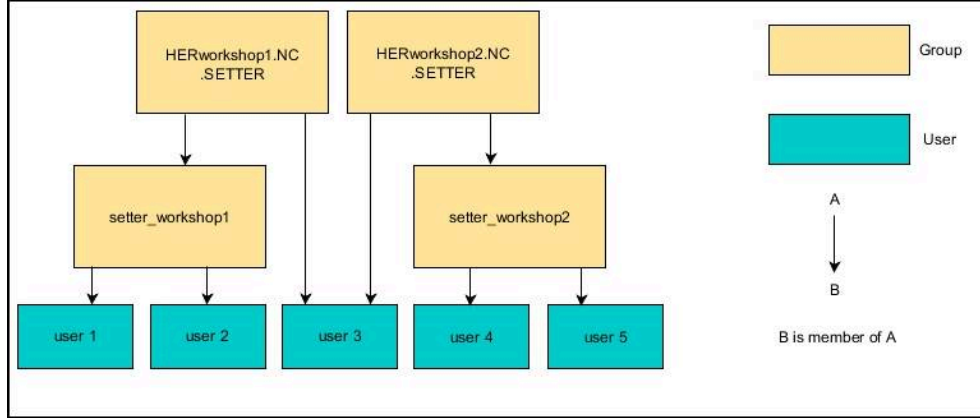 HERworkshop1.NC
.SETTER
HERworkshop2.NC
.SETTER
Group
User
setter_workshop1
setter_workshop2
A
B
user 1
user 2
user 3
user 4
user 5
B is member of A